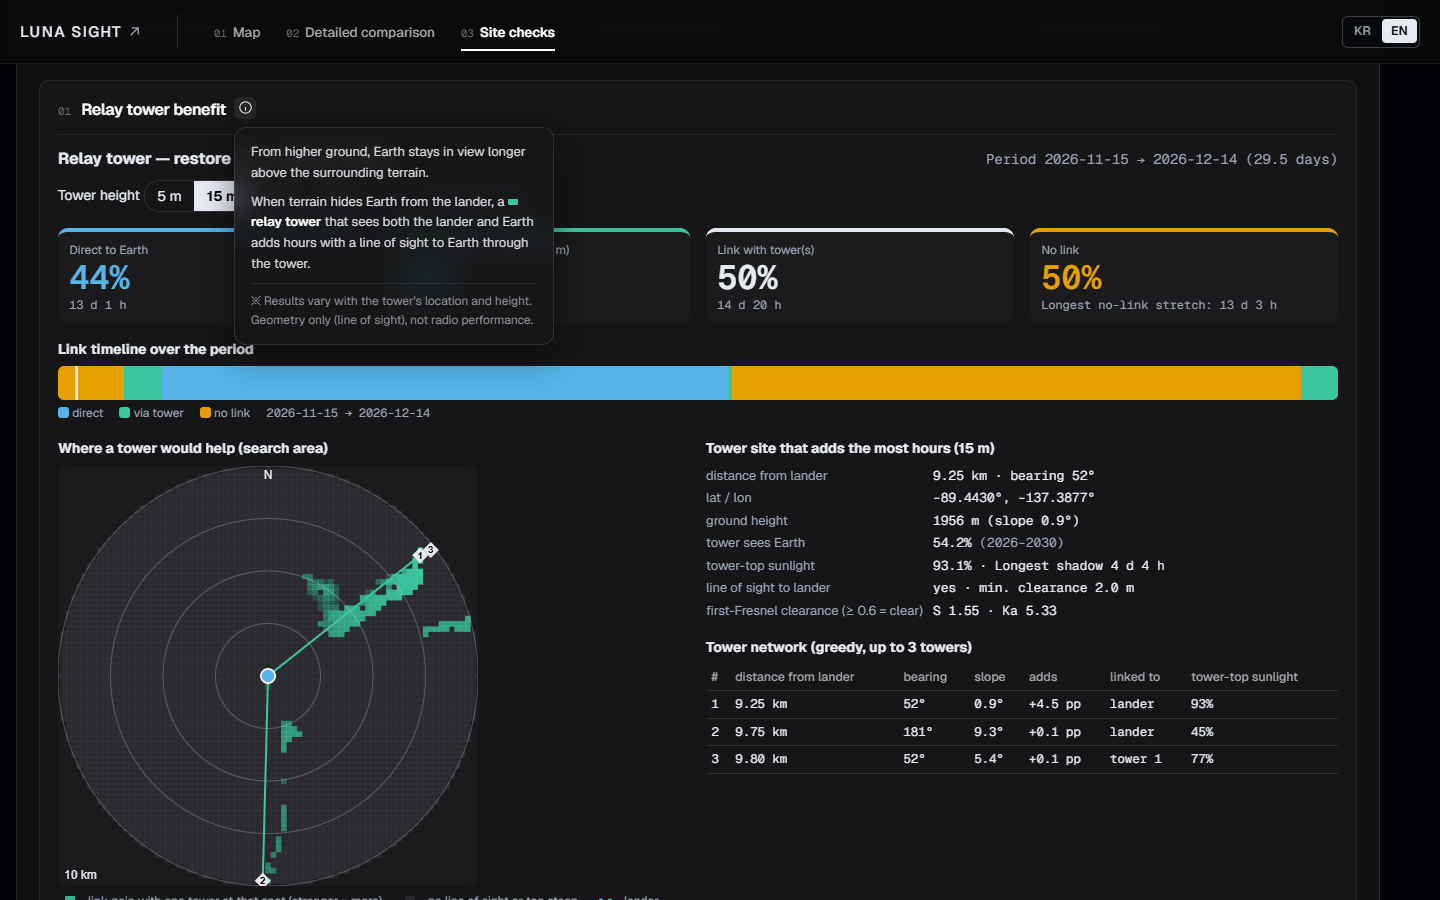 LUNA SIGHT ↗
01 Map
02 Detailed comparison
03 Site checks
KR EN
01 Relay tower benefit
From higher ground, Earth stays in view longer
above the surrounding terrain.
When terrain hides Earth from the lander, a
relay tower that sees both the lander and Earth
adds hours with a line of sight to Earth through
the tower.
※ Results vary with the tower's location and height.
Geometry only (line of sight), not radio performance.
Relay tower — restore
Period 2026-11-15 → 2026-12-14 (29.5 days)
Tower height 5 m 15 m
Direct to Earth
44%
13 d 1 h
m)
Link with tower(s)
50%
14 d 20 h
No link
50%
Longest no-link stretch: 13 d 3 h
Link timeline over the period
direct via tower no link 2026-11-15 → 2026-12-14
Where a tower would help (search area)
N
1 3
2
10 km
Tower site that adds the most hours (15 m)
distance from lander 9.25 km · bearing 52°
lat / lon -89.4430°, -137.3877°
ground height 1956 m (slope 0.9°)
tower sees Earth 54.2% (2026–2030)
tower-top sunlight 93.1% · Longest shadow 4 d 4 h
line of sight to lander yes · min. clearance 2.0 m
first-Fresnel clearance (≥ 0.6 = clear) S 1.55 · Ka 5.33
Tower network (greedy, up to 3 towers)
# distance from lander bearing slope adds linked to tower-top sunlight
1 9.25 km 52° 0.9° +4.5 pp lander 93%
2 9.75 km 181° 9.3° +0.1 pp lander 45%
3 9.80 km 52° 5.4° +0.1 pp tower 1 77%